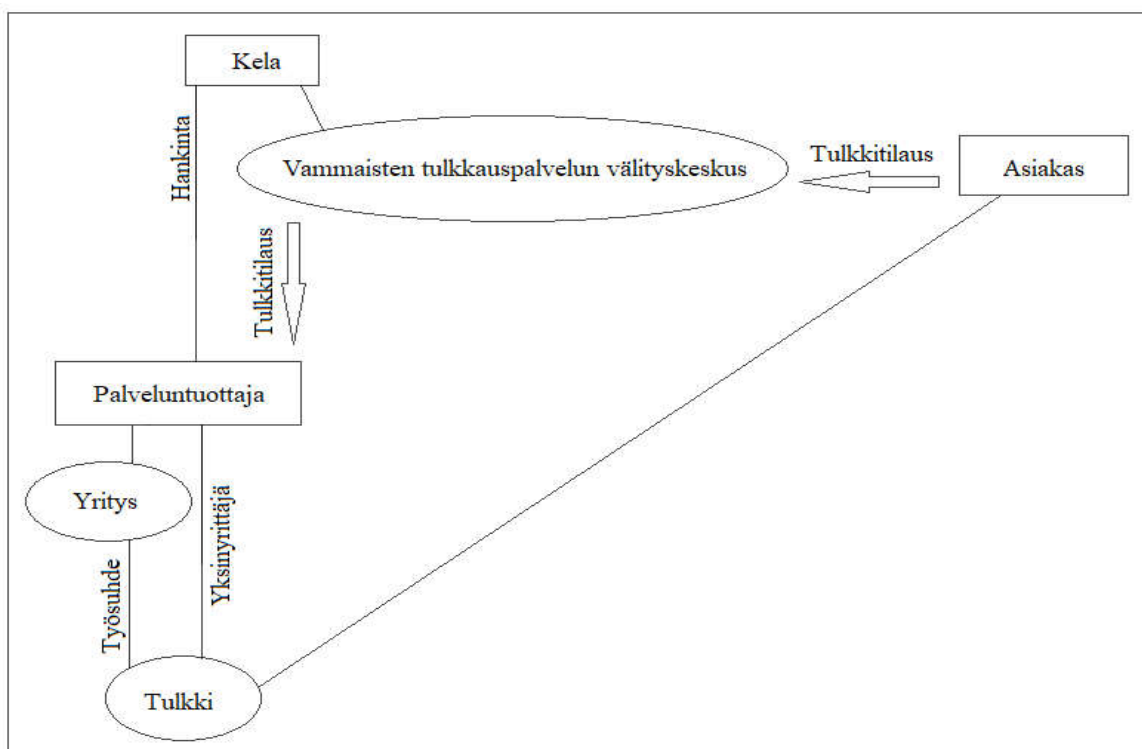 Kela
Hankinta
Vammaisten tulkkauspalvelun välityskeskus
Tulkkitilaus
Asiakas
Tulkkitilaus
Palveluntuottaja
Yritys
Yksinyrittäjä
Työsuhde
Tulkki